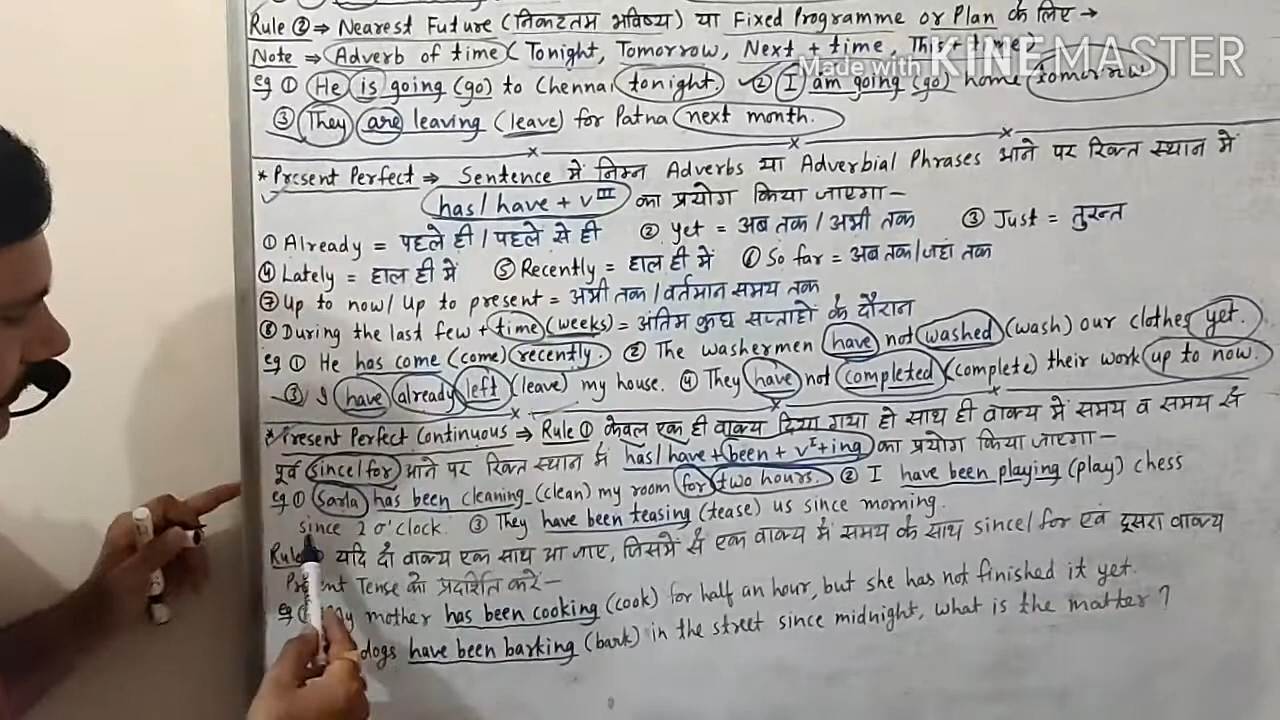 Rule ② ⇒ Nearest Future (निकटतम भविष्य) या Fixed Programme or Plan के लिए →
Note ⇒ Adverb of time (Tonight, Tomorrow, Next + time, This + time)
Made with KINEMASTER
eg ① He is going (go) to Chennai tonight. ② I am going (go) home tomorrow
③ They are leaving (leave) for Patna next month.
* Present Perfect ⇒ Sentence में निम्न Adverbs या Adverbial Phrases आने पर रिक्त स्थान में
has/have + V^III का प्रयोग किया जाएगा –
① Already = पहले ही / पहले से ही ② yet = अब तक / अभी तक ③ Just = तुरन्त
④ Lately = हाल ही में ⑤ Recently = हाल ही में ⑥ So far = अब तक/जहां तक
⑦ Up to now/ Up to present = अभी तक / वर्तमान समय तक
⑧ During the last few + time (weeks) = अंतिम कुछ सप्ताहों के दौरान
eg ① He has come (come) recently. ② The washermen have not washed (wash) our clothes yet.
③ I have already left (leave) my house. ④ They have not completed (complete) their work up to now.
* Present Perfect Continuous ⇒ Rule ① केवल एक ही वाक्य दिया गया हो साथ ही वाक्य में समय व समय से
पूर्व since/for आने पर रिक्त स्थान में has/have + been + V^I + ing का प्रयोग किया जाएगा –
eg ① Sarla has been cleaning (clean) my room for two hours. ② I have been playing (play) chess
since 2 o'clock. ③ They have been teasing (tease) us since morning.
Rule यदि दो वाक्य एक साथ आ जाए, जिसमें से एक वाक्य में समय के साथ since/for एवं दूसरा वाक्य
Present Tense को प्रदर्शित करे –
eg ① My mother has been cooking (cook) for half an hour, but she has not finished it yet.
dogs have been barking (bark) in the street since midnight, what is the matter?